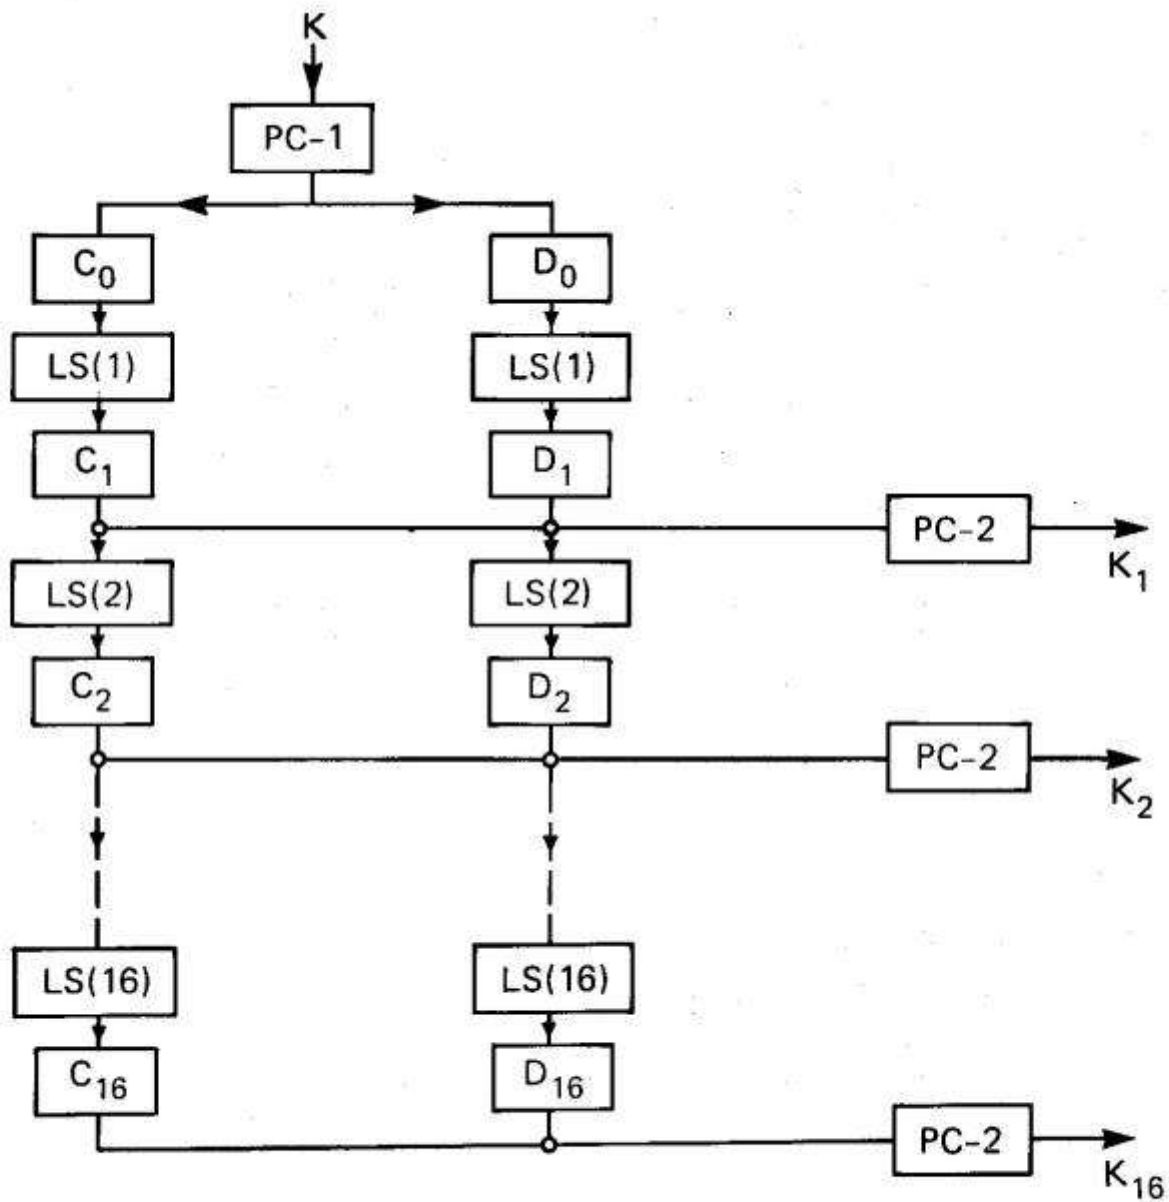 K
PC-1
C₀ D₀
LS(1) LS(1)
C₁ D₁
PC-2
K₁
LS(2) LS(2)
C₂ D₂
PC-2
K₂
LS(16) LS(16)
C₁₆ D₁₆
PC-2
K₁₆